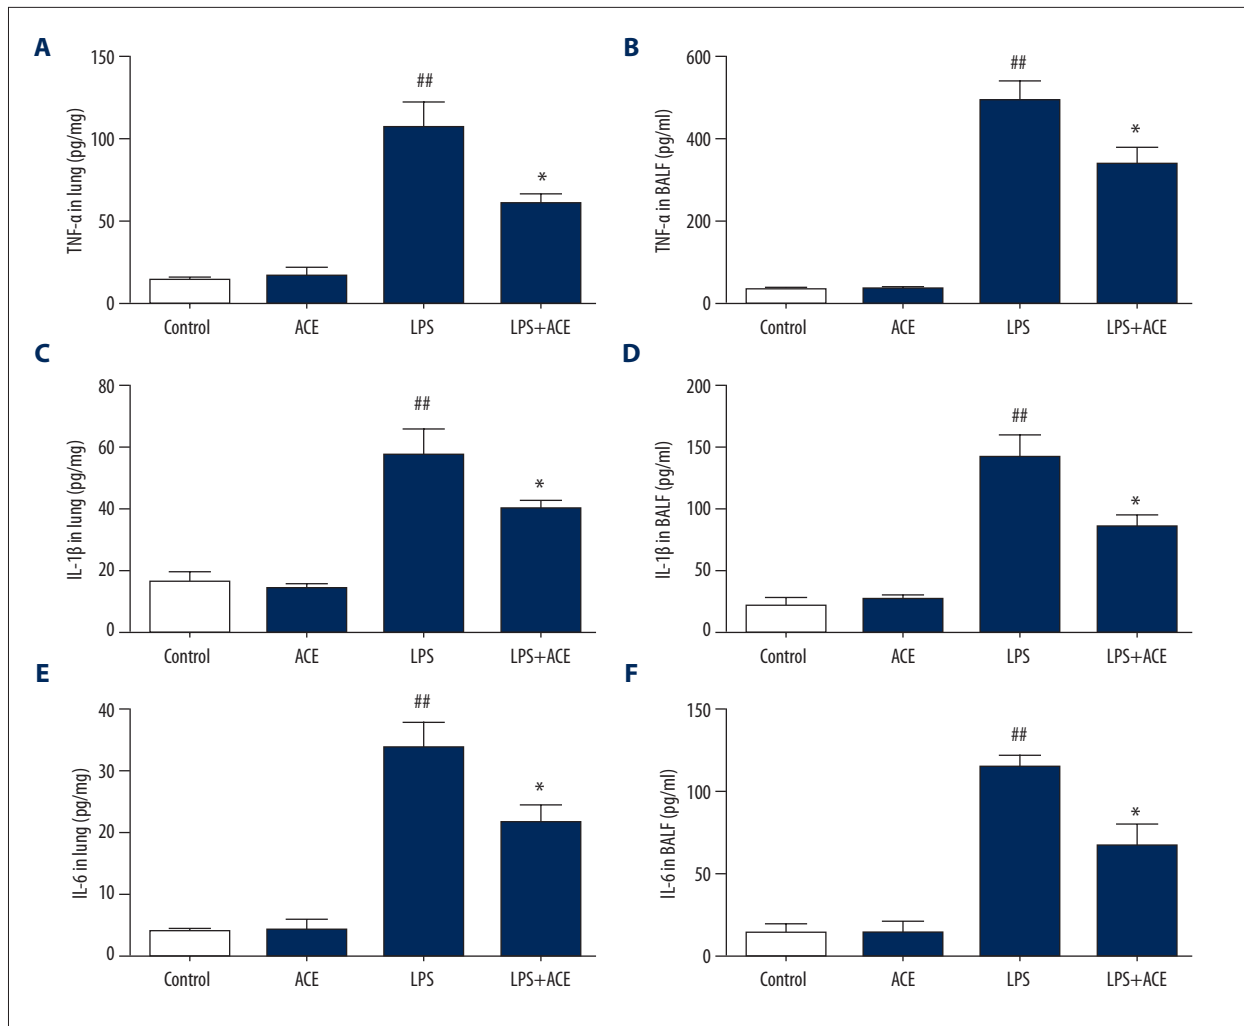 A
TNF-α in lung (pg/mg)
150
100
50
0
##
*
Control ACE LPS LPS+ACE
B
TNF-α in BALF (pg/ml)
600
400
200
0
##
*
Control ACE LPS LPS+ACE
C
IL-1β in lung (pg/mg)
80
60
40
20
0
##
*
Control ACE LPS LPS+ACE
D
IL-1β in BALF (pg/ml)
200
150
100
50
0
##
*
Control ACE LPS LPS+ACE
E
IL-6 in lung (pg/mg)
40
30
20
10
0
##
*
Control ACE LPS LPS+ACE
F
IL-6 in BALF (pg/ml)
150
100
50
0
##
*
Control ACE LPS LPS+ACE